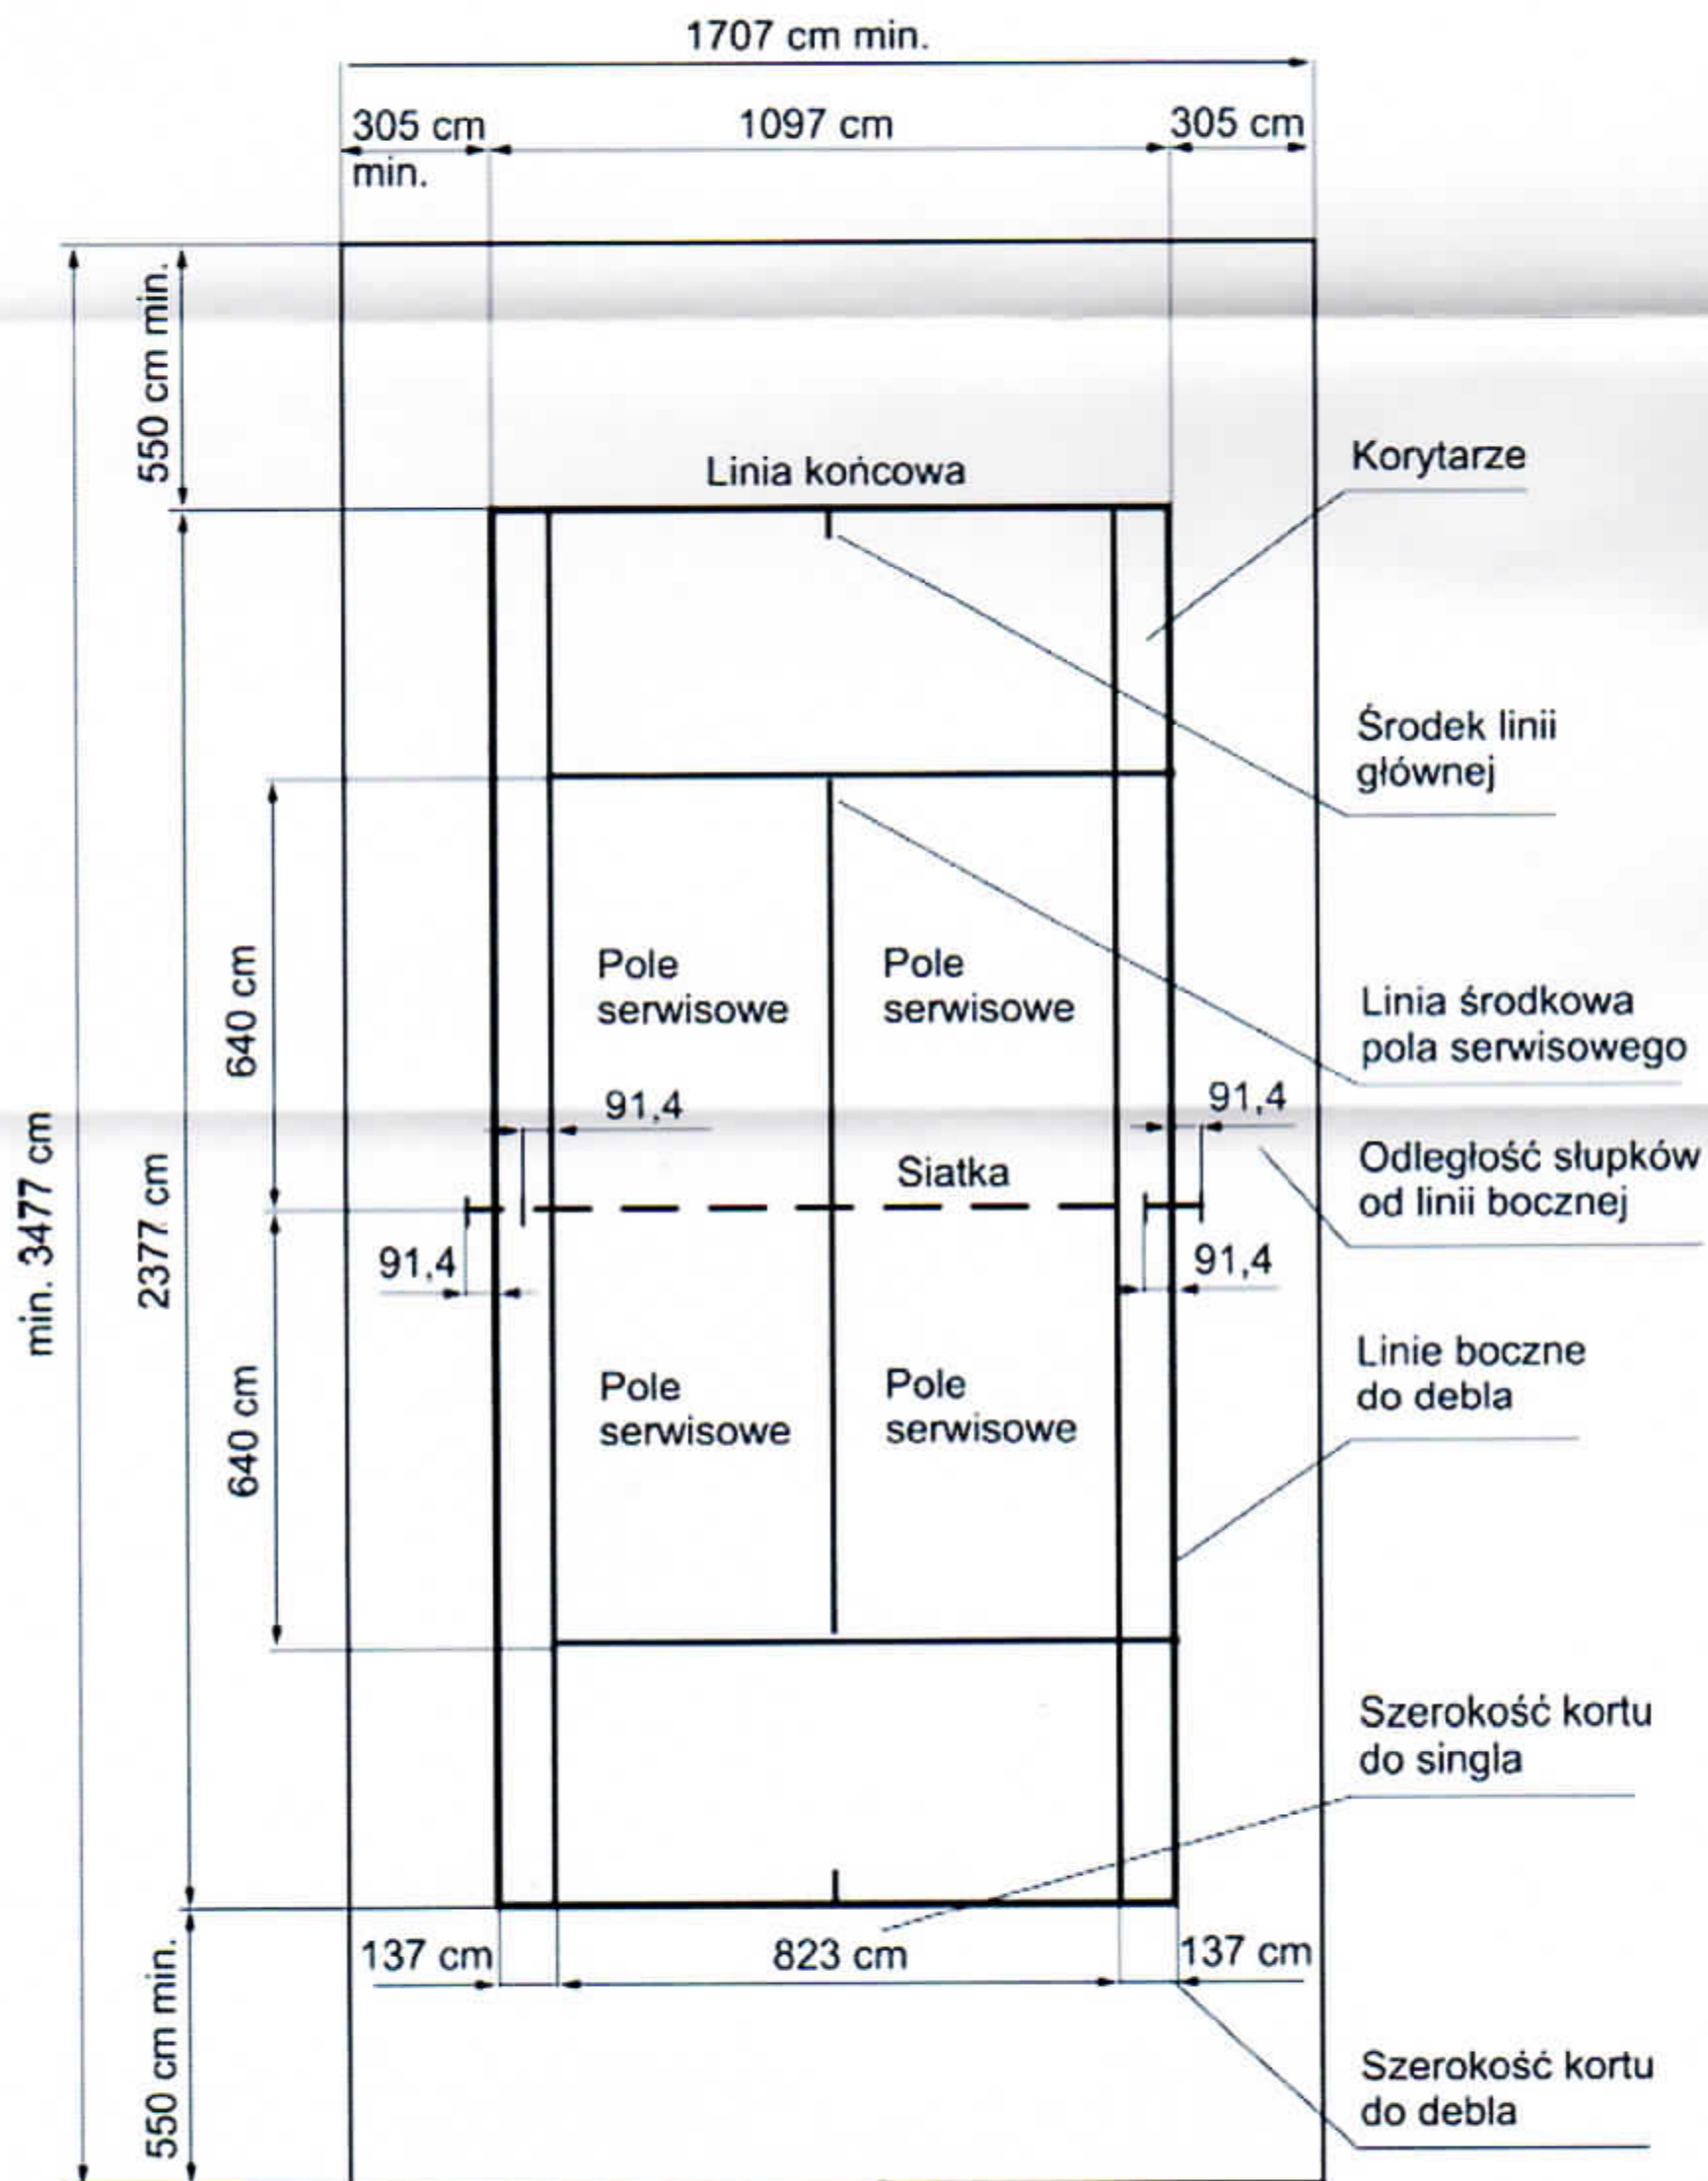 1707 cm min.
305 cm
min.
1097 cm
305 cm
550 cm min.
Linia końcowa
Korytarze
Środek linii
głównej
640 cm
Pole
serwisowe
Pole
serwisowe
Linia środkowa
pola serwisowego
91,4
91,4
min. 3477 cm
2377 cm
Siatka
Odległość słupków
od linii bocznej
91,4
91,4
640 cm
Pole
serwisowe
Pole
serwisowe
Linie boczne
do debla
Szerokość kortu
do singla
137 cm
823 cm
137 cm
550 cm min.
Szerokość kortu
do debla